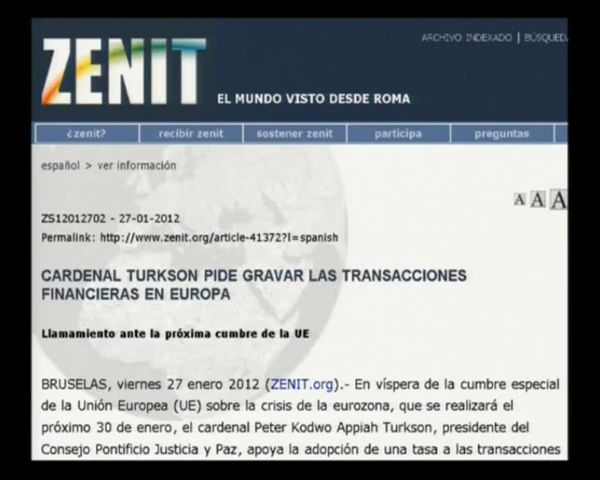 ARCHIVO INDEXADO | BÚSQUEDA
ZENIT
EL MUNDO VISTO DESDE ROMA
¿zenit? recibir zenit sostener zenit participa preguntas
español > ver información
A A A
ZS12012702 - 27-01-2012
Permalink: http://www.zenit.org/article-41372?l=spanish
CARDENAL TURKSON PIDE GRAVAR LAS TRANSACCIONES
FINANCIERAS EN EUROPA
Llamamiento ante la próxima cumbre de la UE
BRUSELAS, viernes 27 enero 2012 (ZENIT.org).- En víspera de la cumbre especial
de la Unión Europea (UE) sobre la crisis de la eurozona, que se realizará el
próximo 30 de enero, el cardenal Peter Kodwo Appiah Turkson, presidente del
Consejo Pontificio Justicia y Paz, apoya la adopción de una tasa a las transacciones